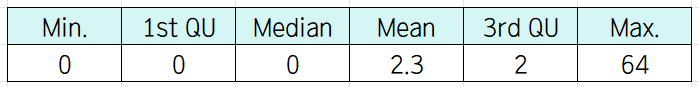 Min. 1st QU Median Mean 3rd QU Max.
0 0 0 2.3 2 64